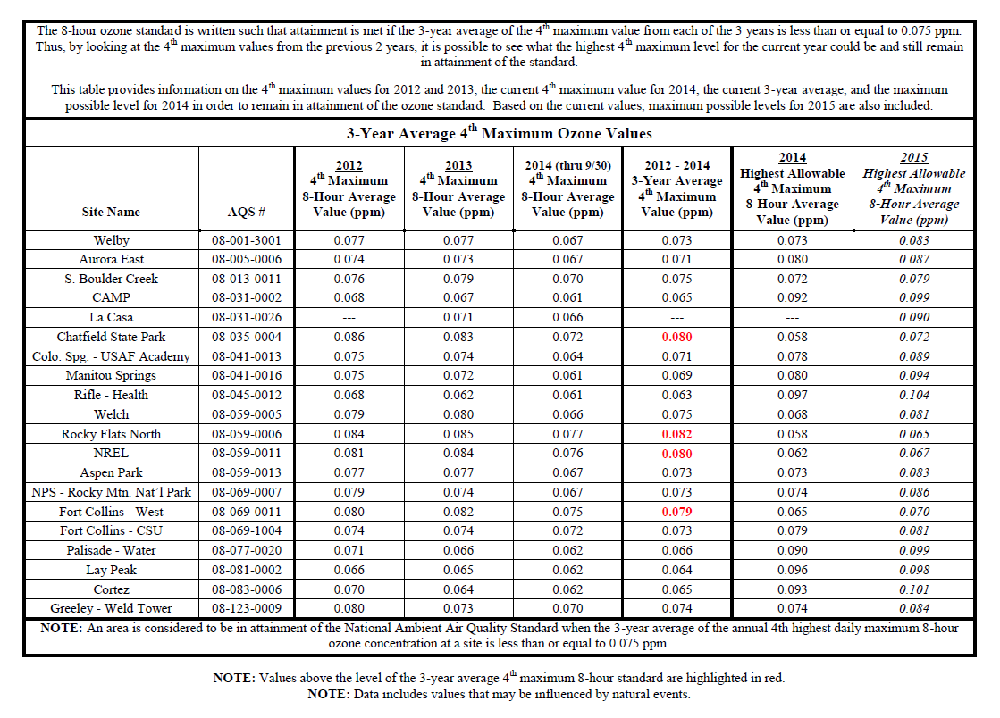 The 8-hour ozone standard is written such that attainment is met if the 3-year average of the 4th maximum value from each of the 3 years is less than or equal to 0.075 ppm.
Thus, by looking at the 4th maximum values from the previous 2 years, it is possible to see what the highest 4th maximum level for the current year could be and still remain
in attainment of the standard.
This table provides information on the 4th maximum values for 2012 and 2013, the current 4th maximum value for 2014, the current 3-year average, and the maximum
possible level for 2014 in order to remain in attainment of the ozone standard. Based on the current values, maximum possible levels for 2015 are also included.
3-Year Average 4th Maximum Ozone Values
Site Name | AQS # | 2012 4th Maximum 8-Hour Average Value (ppm) | 2013 4th Maximum 8-Hour Average Value (ppm) | 2014 (thru 9/30) 4th Maximum 8-Hour Average Value (ppm) | 2012 - 2014 3-Year Average 4th Maximum Value (ppm) | 2014 Highest Allowable 4th Maximum 8-Hour Average Value (ppm) | 2015 Highest Allowable 4th Maximum 8-Hour Average Value (ppm)
Welby | 08-001-3001 | 0.077 | 0.077 | 0.067 | 0.073 | 0.073 | 0.083
Aurora East | 08-005-0006 | 0.074 | 0.073 | 0.067 | 0.071 | 0.080 | 0.087
S. Boulder Creek | 08-013-0011 | 0.076 | 0.079 | 0.070 | 0.075 | 0.072 | 0.079
CAMP | 08-031-0002 | 0.068 | 0.067 | 0.061 | 0.065 | 0.092 | 0.099
La Casa | 08-031-0026 | --- | 0.071 | 0.066 | --- | --- | 0.090
Chatfield State Park | 08-035-0004 | 0.086 | 0.083 | 0.072 | 0.080 | 0.058 | 0.072
Colo. Spg. - USAF Academy | 08-041-0013 | 0.075 | 0.074 | 0.064 | 0.071 | 0.078 | 0.089
Manitou Springs | 08-041-0016 | 0.075 | 0.072 | 0.061 | 0.069 | 0.080 | 0.094
Rifle - Health | 08-045-0012 | 0.068 | 0.062 | 0.061 | 0.063 | 0.097 | 0.104
Welch | 08-059-0005 | 0.079 | 0.080 | 0.066 | 0.075 | 0.068 | 0.081
Rocky Flats North | 08-059-0006 | 0.084 | 0.085 | 0.077 | 0.082 | 0.058 | 0.065
NREL | 08-059-0011 | 0.081 | 0.084 | 0.076 | 0.080 | 0.062 | 0.067
Aspen Park | 08-059-0013 | 0.077 | 0.077 | 0.067 | 0.073 | 0.073 | 0.083
NPS - Rocky Mtn. Nat’l Park | 08-069-0007 | 0.079 | 0.074 | 0.067 | 0.073 | 0.074 | 0.086
Fort Collins - West | 08-069-0011 | 0.080 | 0.082 | 0.075 | 0.079 | 0.065 | 0.070
Fort Collins - CSU | 08-069-1004 | 0.074 | 0.074 | 0.072 | 0.073 | 0.079 | 0.081
Palisade - Water | 08-077-0020 | 0.071 | 0.066 | 0.062 | 0.066 | 0.090 | 0.099
Lay Peak | 08-081-0002 | 0.066 | 0.065 | 0.062 | 0.064 | 0.096 | 0.098
Cortez | 08-083-0006 | 0.070 | 0.064 | 0.062 | 0.065 | 0.093 | 0.101
Greeley - Weld Tower | 08-123-0009 | 0.080 | 0.073 | 0.070 | 0.074 | 0.074 | 0.084
NOTE: An area is considered to be in attainment of the National Ambient Air Quality Standard when the 3-year average of the annual 4th highest daily maximum 8-hour
ozone concentration at a site is less than or equal to 0.075 ppm.
NOTE: Values above the level of the 3-year average 4th maximum 8-hour standard are highlighted in red.
NOTE: Data includes values that may be influenced by natural events.